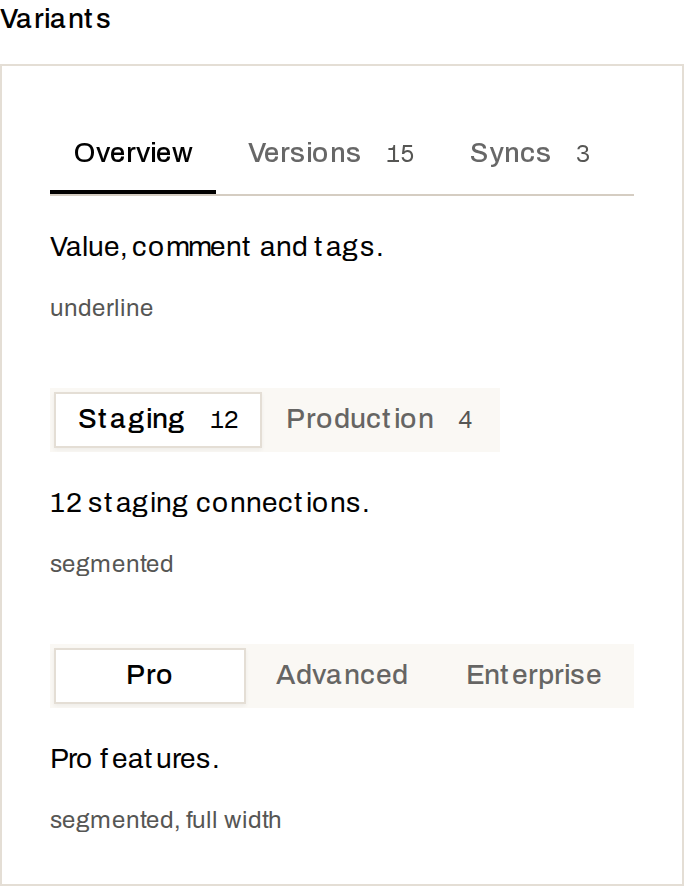 Variants
Overview Versions 15 Syncs 3
Value, comment and tags.
underline
Staging 12 Production 4
12 staging connections.
segmented
Pro Advanced Enterprise
Pro features.
segmented, full width